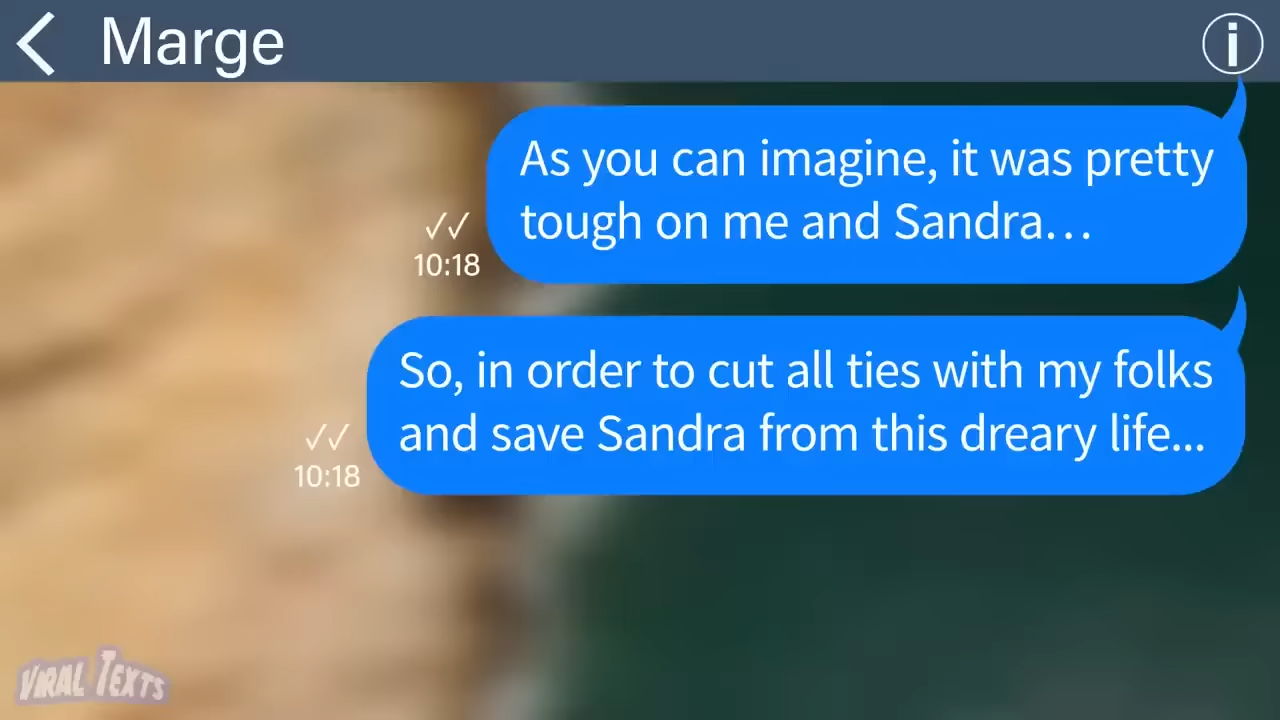 Marge
i
As you can imagine, it was pretty
tough on me and Sandra...
✓✓
10:18
So, in order to cut all ties with my folks
and save Sandra from this dreary life...
✓✓
10:18
VIRAL TEXTS